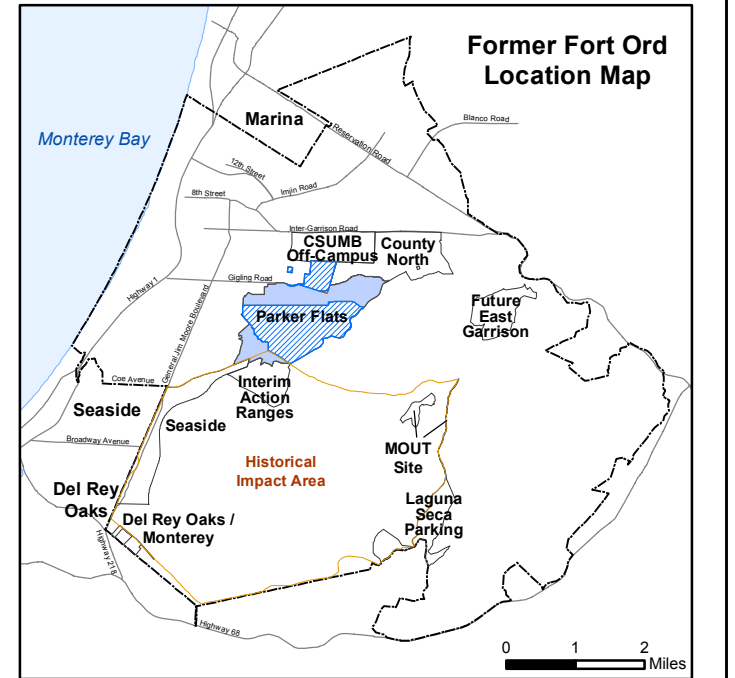 Former Fort Ord
Location Map
Marina
Blanco Road
Monterey Bay
Reservation Road
12th Street
Imjin Road
8th Street
Inter-Garrison Road
CSUMB
Off-Campus
County
North
Gigling Road
Highway 1
General Jim Moore Boulevard
Parker Flats
Future
East
Garrison
Coe Avenue
Interim
Action
Ranges
Seaside
Seaside
Broadway Avenue
MOUT
Site
Historical
Impact Area
Del Rey
Oaks
Laguna
Seca
Parking
Del Rey Oaks /
Monterey
Highway 218
Highway 68
0 1 2
Miles